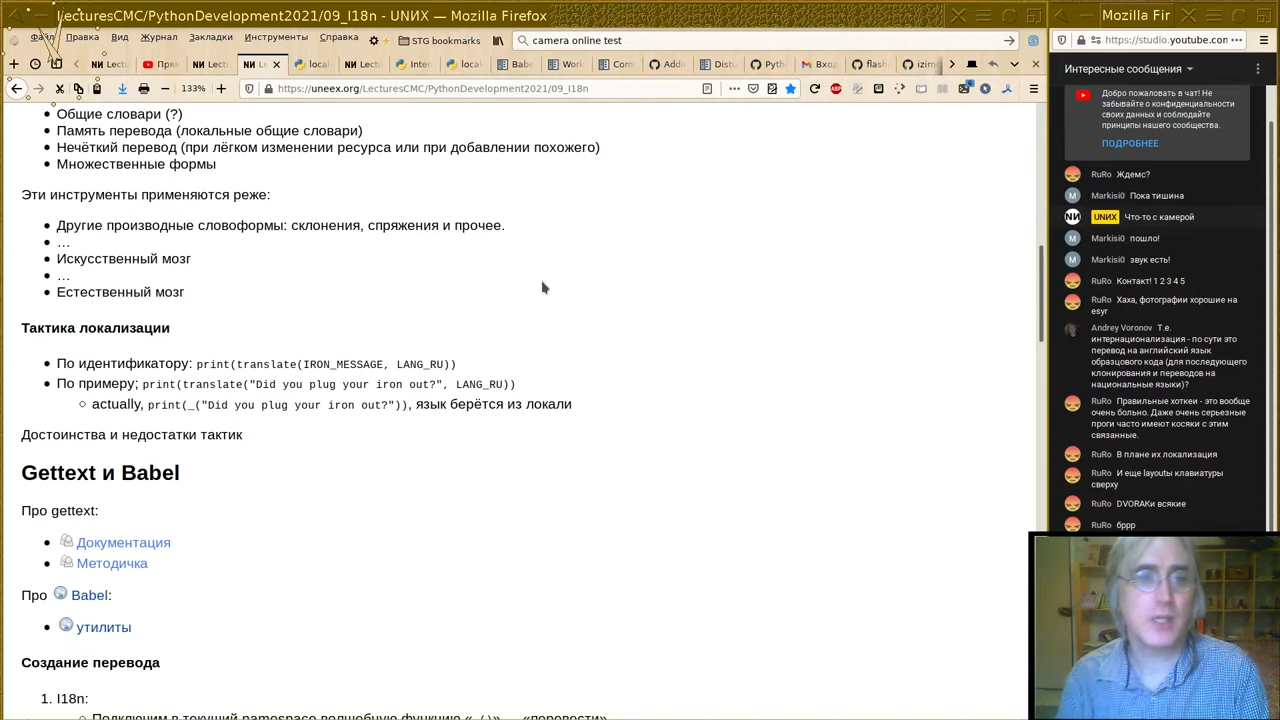 LecturesCMC/PythonDevelopment2021/09_I18n - UNИX — Mozilla Firefox
Mozilla Fir
Файл Правка Вид Журнал Закладки Инструменты Справка
STG bookmarks
camera online test
https://studio.youtube.con
133%
https://uneex.org/LecturesCMC/PythonDevelopment2021/09_I18n
Общие словари (?)
Память перевода (локальные общие словари)
Нечёткий перевод (при лёгком изменении ресурса или при добавлении похожего)
Множественные формы
Эти инструменты применяются реже:
Другие производные словоформы: склонения, спряжения и прочее.
…
Искусственный мозг
…
Естественный мозг
Тактика локализации
По идентификатору: print(translate(IRON_MESSAGE, LANG_RU))
По примеру; print(translate("Did you plug your iron out?", LANG_RU))
actually, print(_("Did you plug your iron out?")), язык берётся из локали
Достоинства и недостатки тактик
Gettext и Babel
Про gettext:
Документация
Методичка
Про Babel:
утилиты
Создание перевода
1. I18n:
Интересные сообщения
Добро пожаловать в чат! Не
забывайте о конфиденциальности
своих данных и соблюдайте
принципы нашего сообщества.
ПОДРОБНЕЕ
RuRo Ждемс?
Markisi0 Пока тишина
UNИX Что-то с камерой
Markisi0 пошло!
Markisi0 звук есть!
RuRo Контакт! 1 2 3 4 5
RuRo Хаха, фотографии хорошие на
esyr
Andrey Voronov Т.е.
интернационализация - по сути это
перевод на английский язык
образцового кода (для последующего
клонирования и переводов на
национальные языки)?
RuRo Правильные хоткеи - это вообще
очень больно. Даже очень серьезные
проги часто имеют косяки с этим
связанные.
RuRo В плане их локализация
RuRo И еще layoutы клавиатуры
сверху
RuRo DVORAKи всякие
RuRo бррр